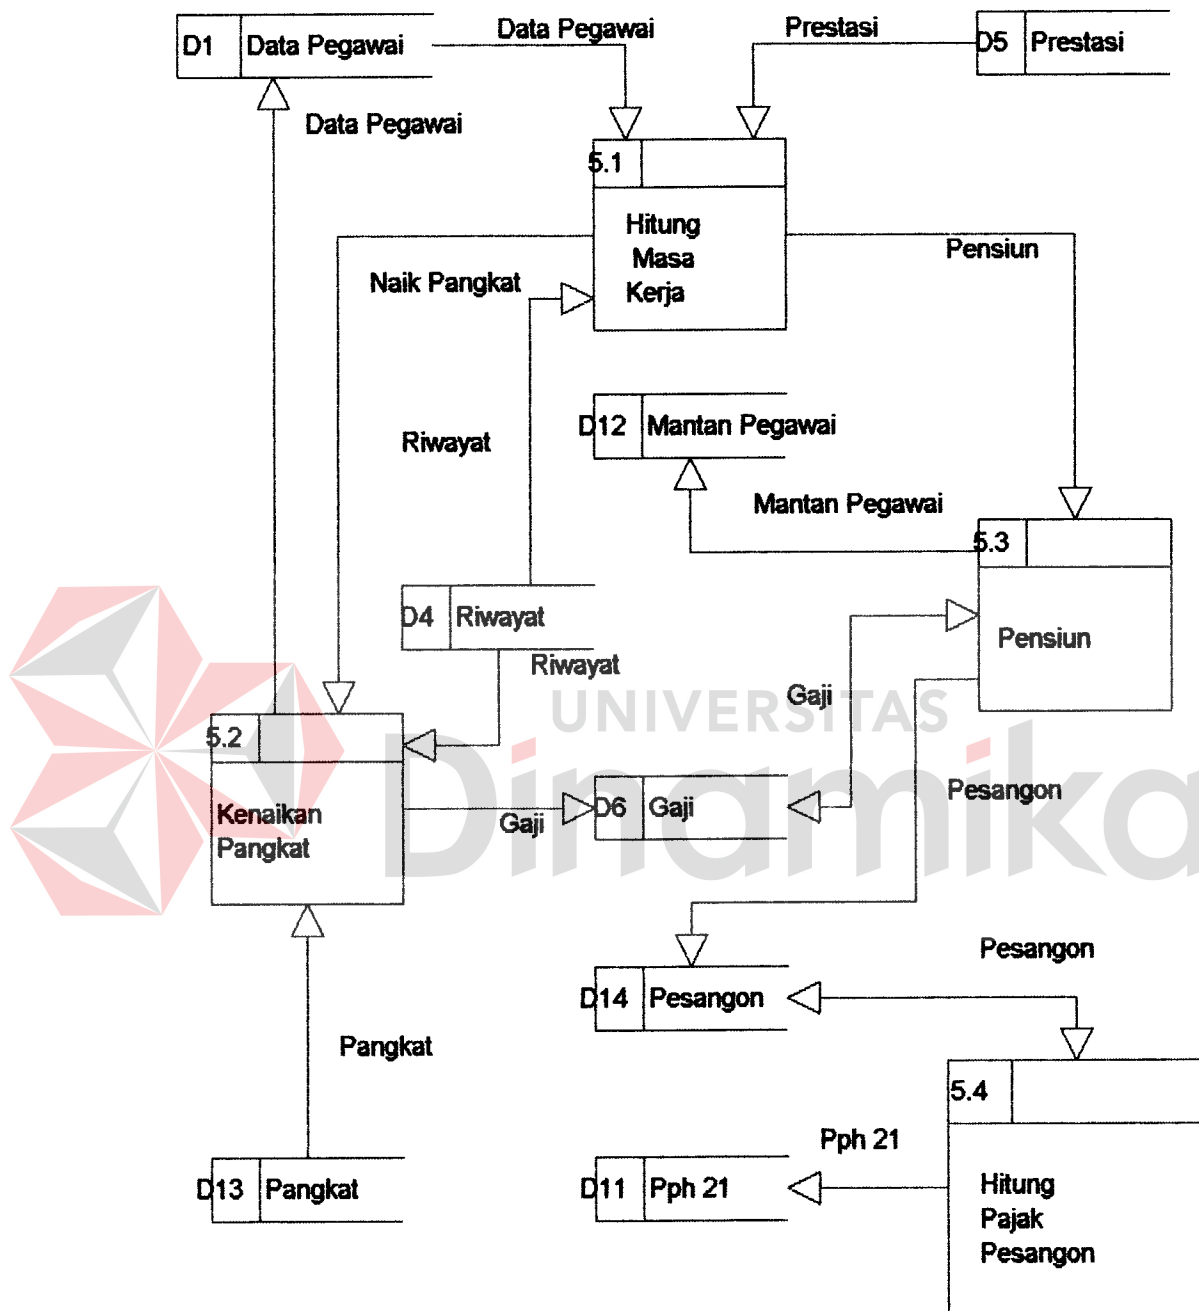 D1 Data Pegawai
Data Pegawai
Prestasi
D5 Prestasi
Data Pegawai
5.1
Hitung
Masa
Kerja
Naik Pangkat
Pensiun
D12 Mantan Pegawai
Riwayat
Mantan Pegawai
5.3
Pensiun
D4 Riwayat
Riwayat
Gaji
UNIVERSITAS
Dinamika
5.2
Kenaikan
Pangkat
Gaji
D6 Gaji
Pesangon
Pesangon
D14 Pesangon
Pangkat
5.4
Hitung
Pajak
Pesangon
Pph 21
D13 Pangkat
D11 Pph 21